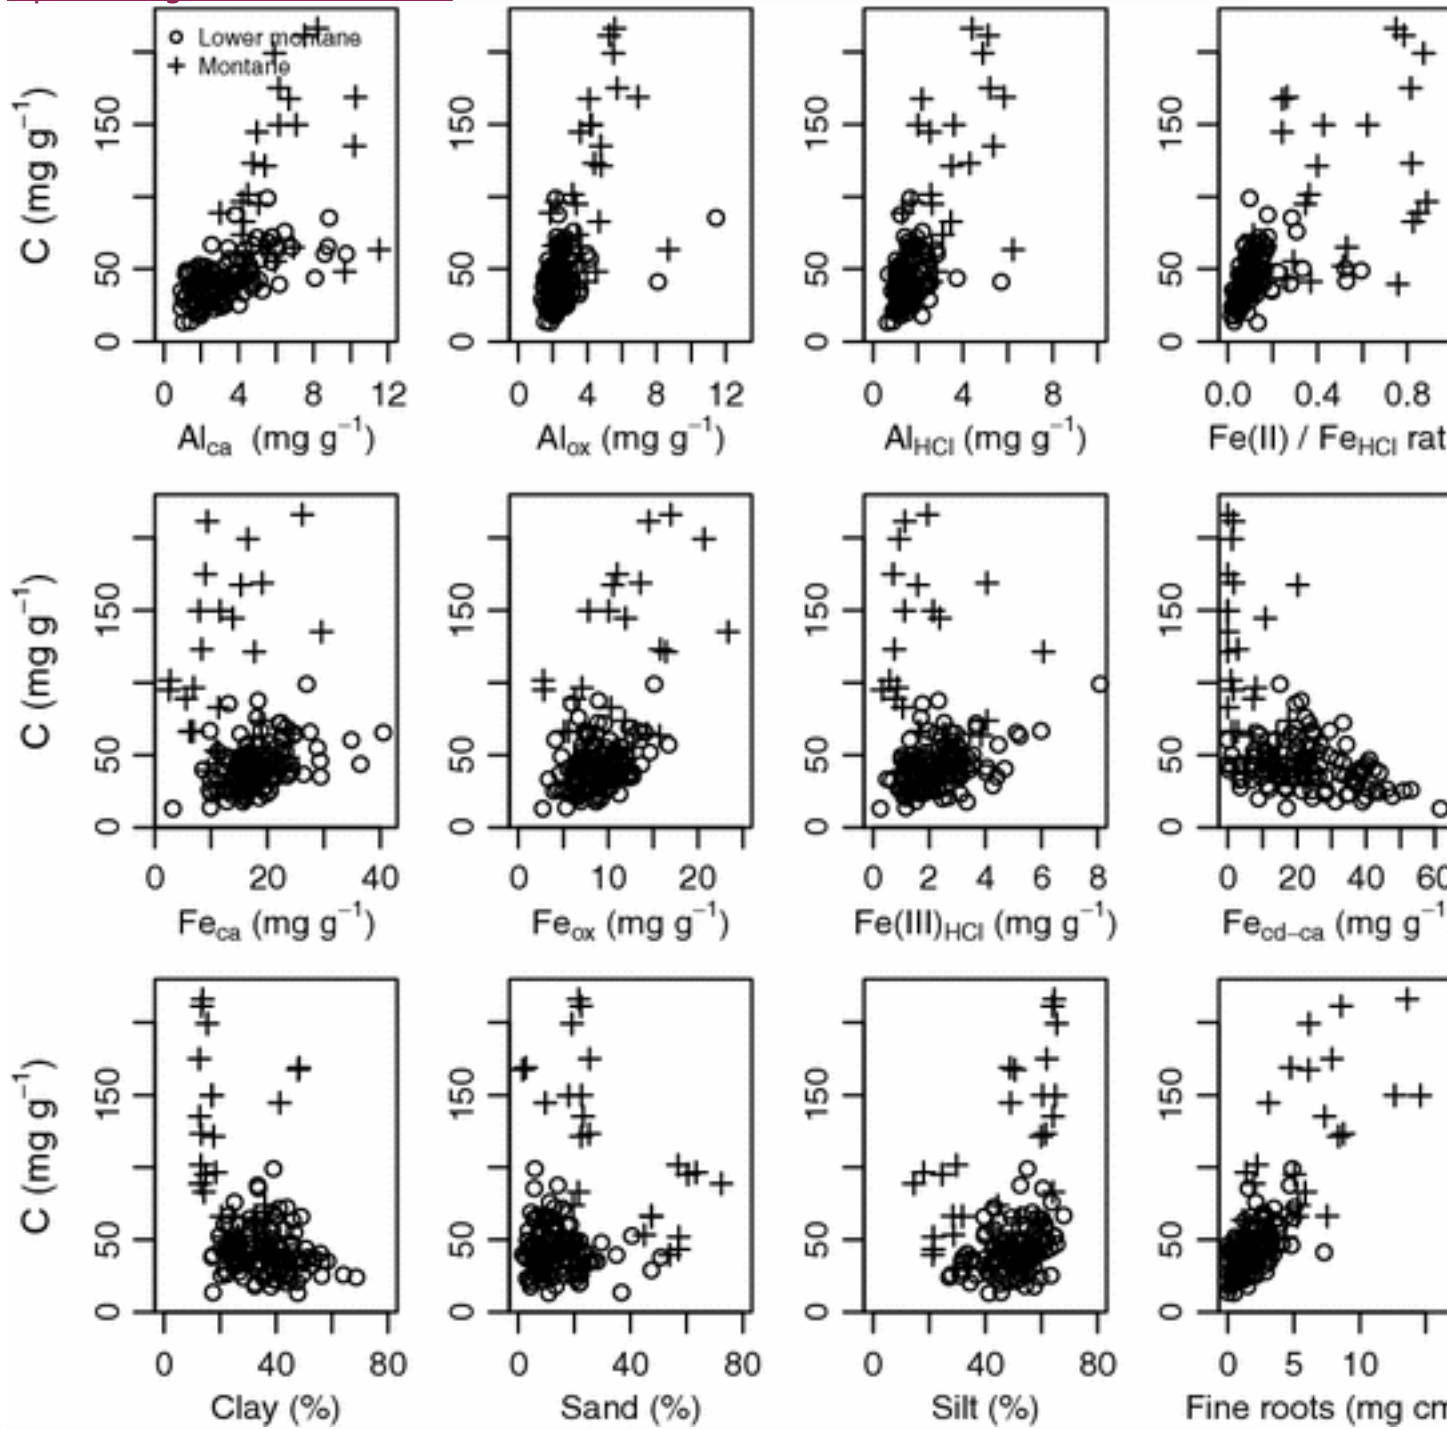 Lower montane
Montane
C (mg g⁻¹)
0 50 150
0 50 150
0 50 150
0 50 150
0 4 8 12
0 4 8 12
0 4 8
0.0 0.4 0.8
Al_ca (mg g⁻¹)
Al_ox (mg g⁻¹)
Al_HCl (mg g⁻¹)
Fe(II) / Fe_HCl rat
C (mg g⁻¹)
0 50 150
0 50 150
0 50 150
0 50 150
0 20 40
0 10 20
0 2 4 6 8
0 20 40 60
Fe_ca (mg g⁻¹)
Fe_ox (mg g⁻¹)
Fe(III)_HCl (mg g⁻¹)
Fe_cd–ca (mg g⁻¹
C (mg g⁻¹)
0 50 150
0 50 150
0 50 150
0 50 150
0 40 80
0 40 80
0 40 80
0 5 10
Clay (%)
Sand (%)
Silt (%)
Fine roots (mg cm